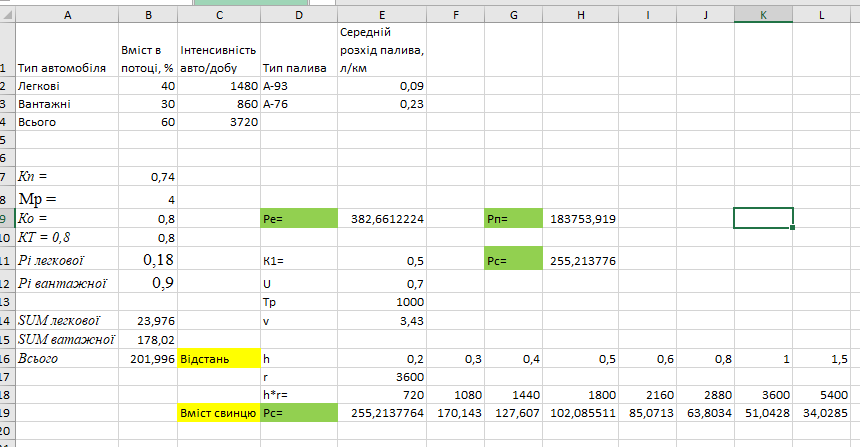 A B C D E F G H I J K L
Середній
розхід палива,
л/км
Вміст в
потоці, %
Інтенсивність
авто/добу
1 Тип автомобіля Тип палива
2 Легкові 40 1480 А-93 0,09
3 Вантажні 30 860 А-76 0,23
4 Всього 60 3720
5
6
7 Кп = 0,74
8 Мр = 4
9 Ко = 0,8 Ре= 382,6612224 Рп= 183753,919
10 КТ = 0,8 0,8
11 Рі легкової 0,18 К1= 0,5 Рс= 255,213776
12 Рі вантажної 0,9 U 0,7
13 Тр 1000
14 SUM легкової 23,976 v 3,43
15 SUM ватажної 178,02
16 Всього 201,996 Відстань h 0,2 0,3 0,4 0,5 0,6 0,8 1 1,5
17 r 3600
18 h*r= 720 1080 1440 1800 2160 2880 3600 5400
19 Вміст свинцю Рс= 255,2137764 170,143 127,607 102,085511 85,0713 63,8034 51,0428 34,0285
20